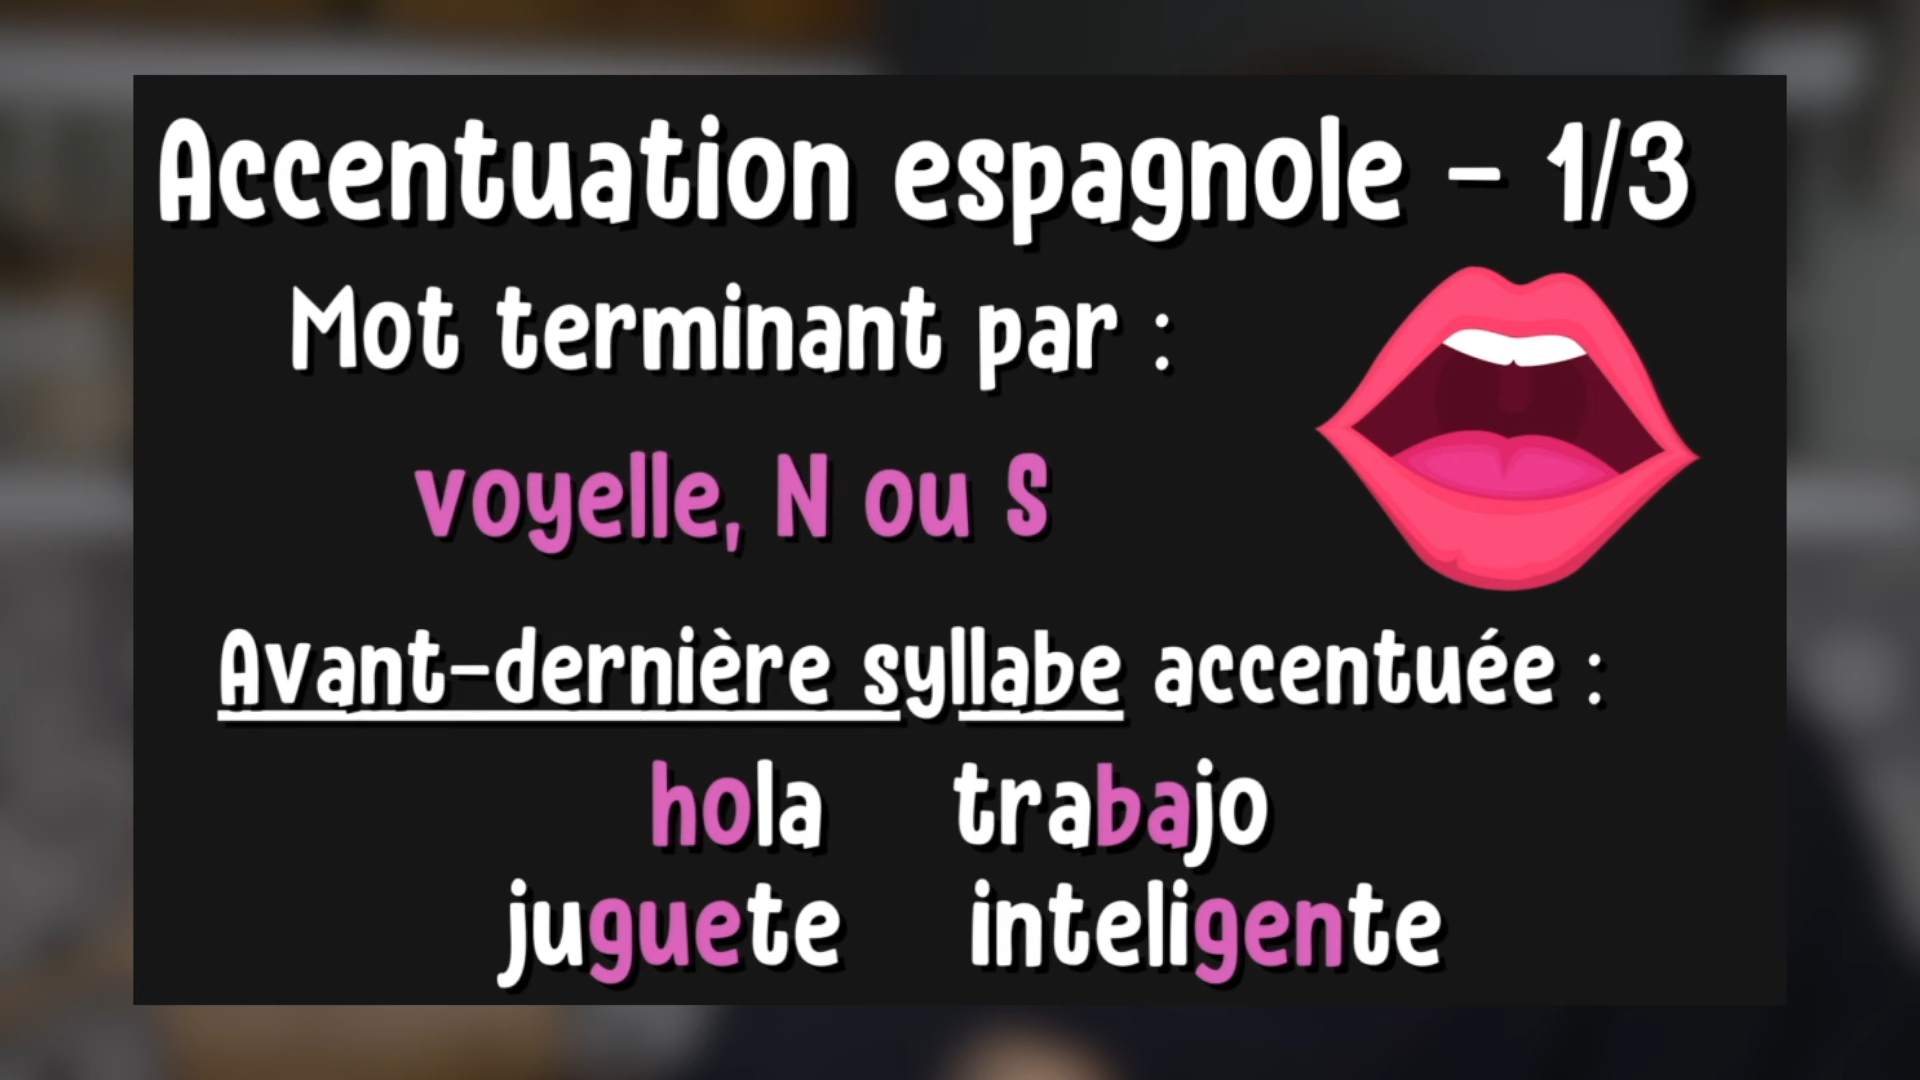 Accentuation espagnole - 1/3
Mot terminant par :
voyelle, N ou S
Avant-dernière syllabe accentuée :
hola trabajo
juguete inteligente